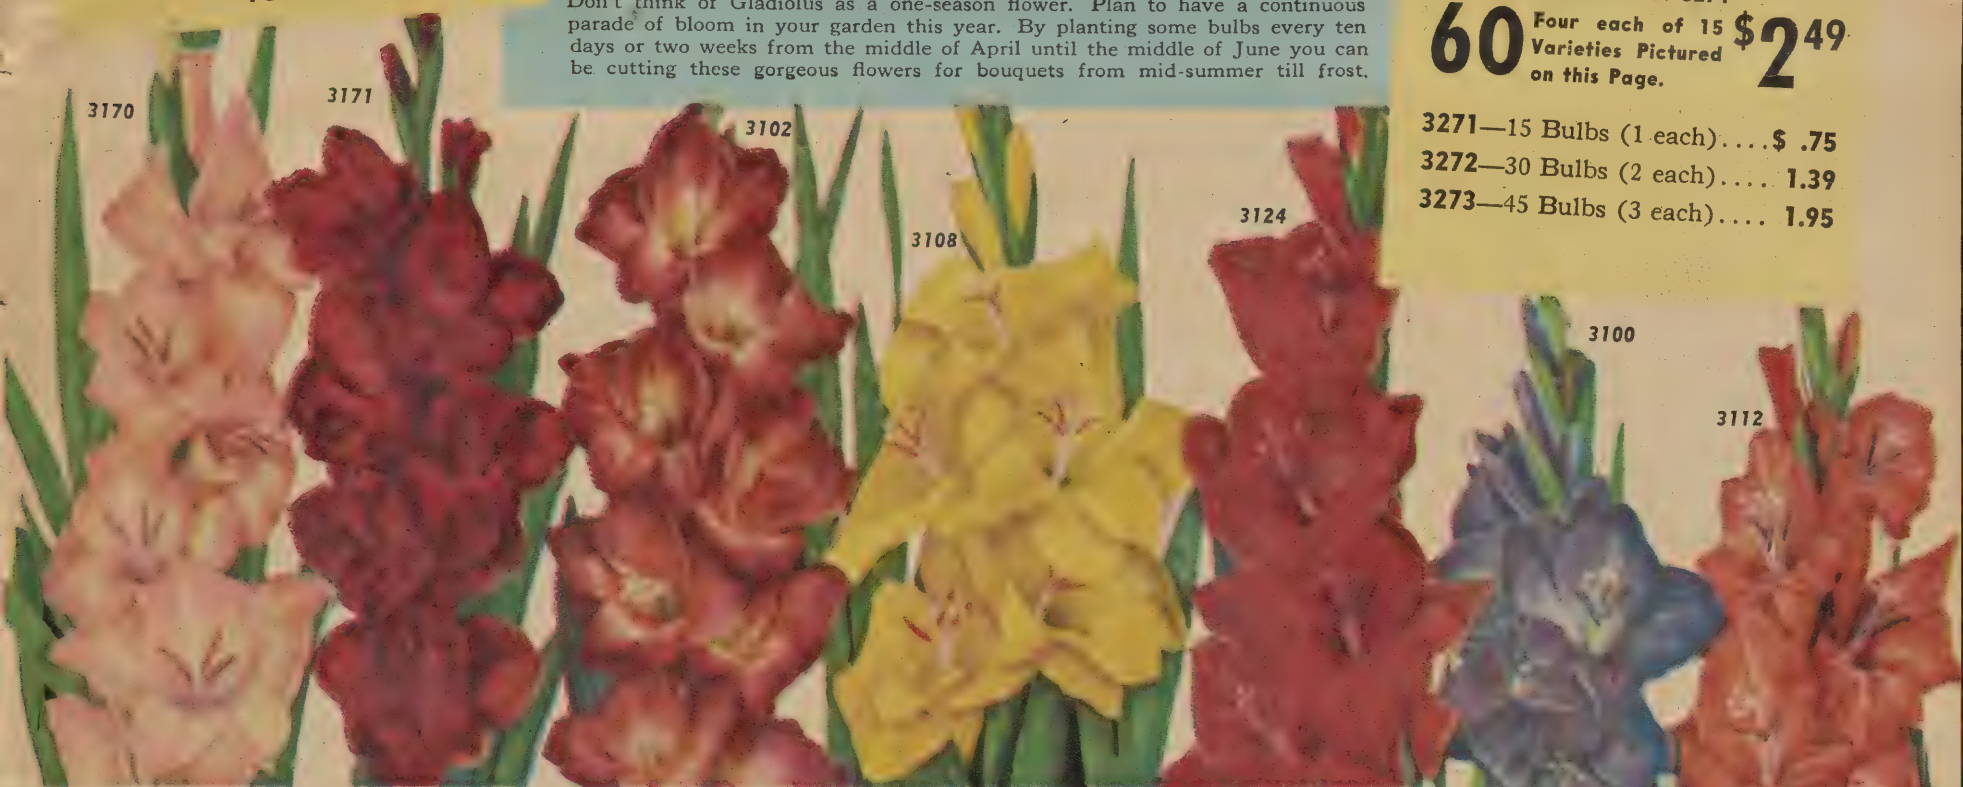 Don't think of Gladiolus as a one-season flower. Plan to have a continuous
parade of bloom in your garden this year. By planting some bulbs every ten
days or two weeks from the middle of April until the middle of June you can
be cutting these gorgeous flowers for bouquets from mid-summer till frost.
60 Four each of 15 $2.49
Varieties Pictured
on this Page.
3271—15 Bulbs (1 each)....$ .75
3272—30 Bulbs (2 each).... 1.39
3273—45 Bulbs (3 each).... 1.95
3170
3171
3102
3108
3124
3100
3112